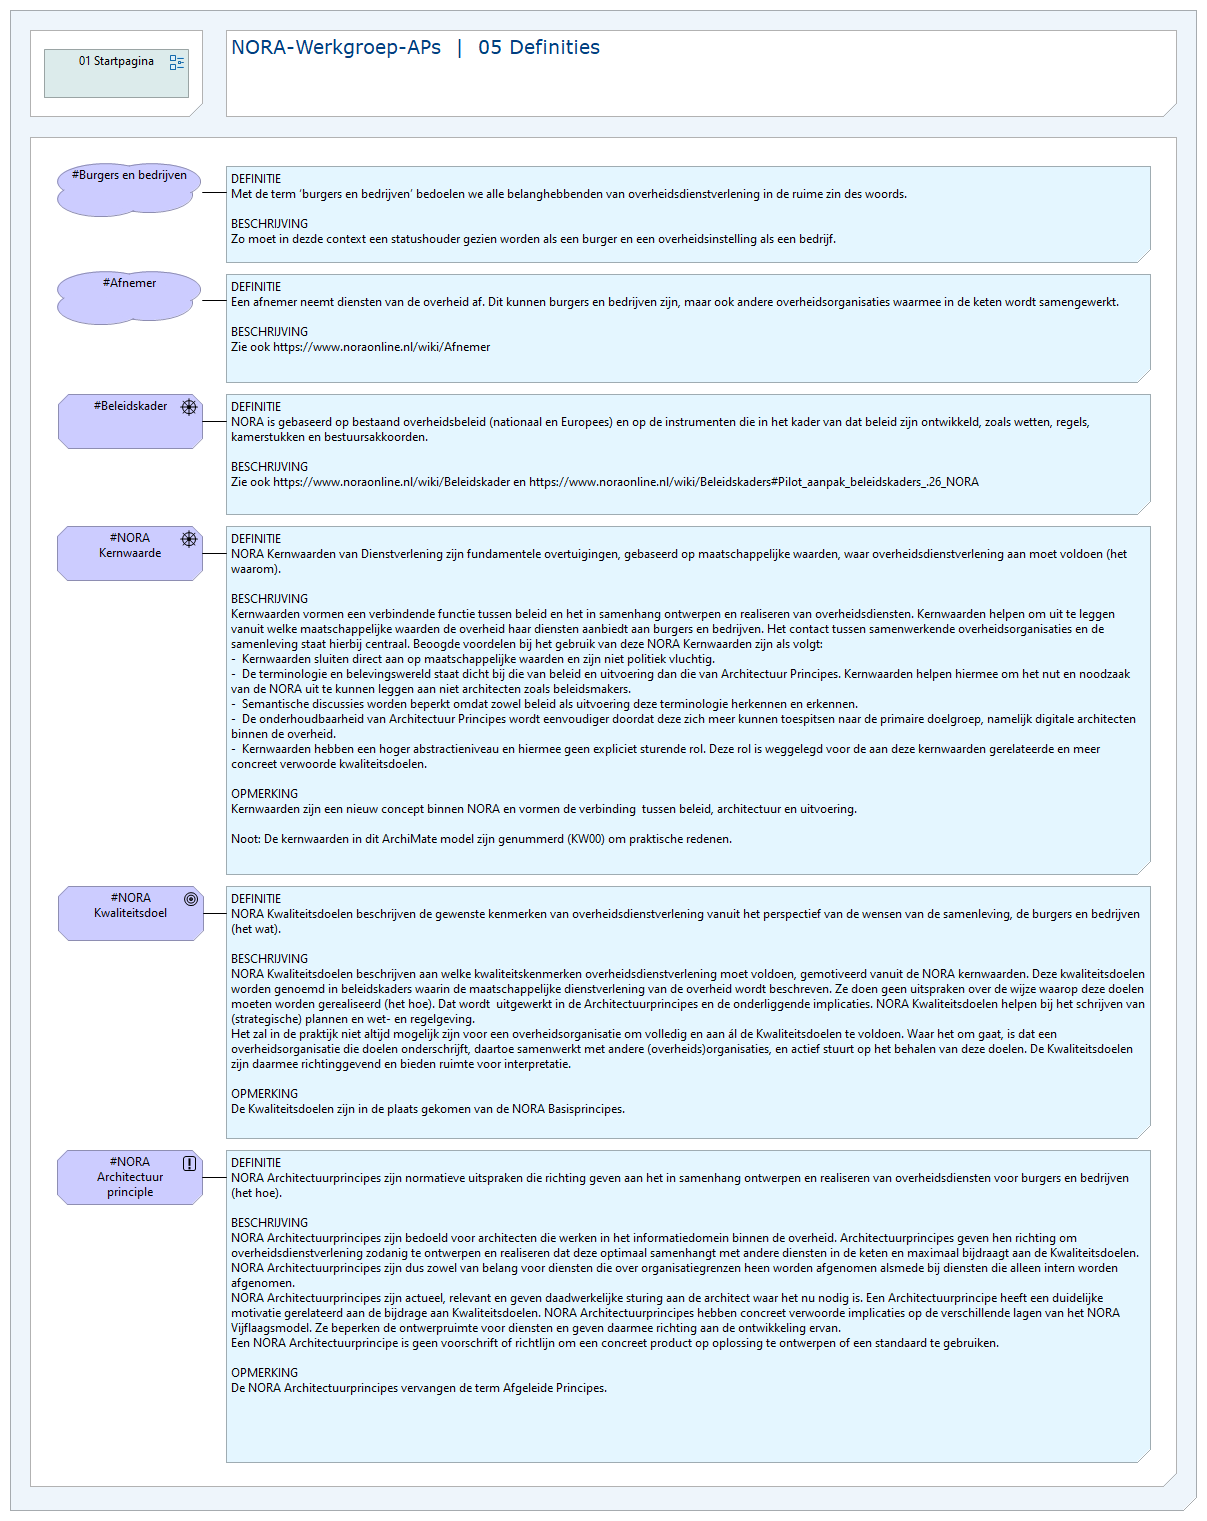 NORA-Werkgroep-APs | 05 Definities
01 Startpagina
#Burgers en bedrijven
DEFINITIE
Met de term ‘burgers en bedrijven’ bedoelen we alle belanghebbenden van overheidsdienstverlening in de ruime zin des woords.
BESCHRIJVING
Zo moet in dezde context een statushouder gezien worden als een burger en een overheidsinstelling als een bedrijf.
#Afnemer
DEFINITIE
Een afnemer neemt diensten van de overheid af. Dit kunnen burgers en bedrijven zijn, maar ook andere overheidsorganisaties waarmee in de keten wordt samengewerkt.
BESCHRIJVING
Zie ook https://www.noraonline.nl/wiki/Afnemer
#Beleidskader
DEFINITIE
NORA is gebaseerd op bestaand overheidsbeleid (nationaal en Europees) en op de instrumenten die in het kader van dat beleid zijn ontwikkeld, zoals wetten, regels,
kamerstukken en bestuursakkoorden.
BESCHRIJVING
Zie ook https://www.noraonline.nl/wiki/Beleidskader en https://www.noraonline.nl/wiki/Beleidskaders#Pilot_aanpak_beleidskaders_.26_NORA
#NORA
Kernwaarde
DEFINITIE
NORA Kernwaarden van Dienstverlening zijn fundamentele overtuigingen, gebaseerd op maatschappelijke waarden, waar overheidsdienstverlening aan moet voldoen (het
waarom).
BESCHRIJVING
Kernwaarden vormen een verbindende functie tussen beleid en het in samenhang ontwerpen en realiseren van overheidsdiensten. Kernwaarden helpen om uit te leggen
vanuit welke maatschappelijke waarden de overheid haar diensten aanbiedt aan burgers en bedrijven. Het contact tussen samenwerkende overheidsorganisaties en de
samenleving staat hierbij centraal. Beoogde voordelen bij het gebruik van deze NORA Kernwaarden zijn als volgt:
- Kernwaarden sluiten direct aan op maatschappelijke waarden en zijn niet politiek vluchtig.
- De terminologie en belevingswereld staat dicht bij die van beleid en uitvoering dan die van Architectuur Principes. Kernwaarden helpen hiermee om het nut en noodzaak
van de NORA uit te kunnen leggen aan niet architecten zoals beleidsmakers.
- Semantische discussies worden beperkt omdat zowel beleid als uitvoering deze terminologie herkennen en erkennen.
- De onderhoudbaarheid van Architectuur Principes wordt eenvoudiger doordat deze zich meer kunnen toespitsen naar de primaire doelgroep, namelijk digitale architecten
binnen de overheid.
- Kernwaarden hebben een hoger abstractieniveau en hiermee geen expliciet sturende rol. Deze rol is weggelegd voor de aan deze kernwaarden gerelateerde en meer
concreet verwoorde kwaliteitsdoelen.
OPMERKING
Kernwaarden zijn een nieuw concept binnen NORA en vormen de verbinding tussen beleid, architectuur en uitvoering.
Noot: De kernwaarden in dit ArchiMate model zijn genummerd (KW00) om praktische redenen.
#NORA
Kwaliteitsdoel
DEFINITIE
NORA Kwaliteitsdoelen beschrijven de gewenste kenmerken van overheidsdienstverlening vanuit het perspectief van de wensen van de samenleving, de burgers en bedrijven
(het wat).
BESCHRIJVING
NORA Kwaliteitsdoelen beschrijven aan welke kwaliteitskenmerken overheidsdienstverlening moet voldoen, gemotiveerd vanuit de NORA kernwaarden. Deze kwaliteitsdoelen
worden genoemd in beleidskaders waarin de maatschappelijke dienstverlening van de overheid wordt beschreven. Ze doen geen uitspraken over de wijze waarop deze doelen
moeten worden gerealiseerd (het hoe). Dat wordt uitgewerkt in de Architectuurprincipes en de onderliggende implicaties. NORA Kwaliteitsdoelen helpen bij het schrijven van
(strategische) plannen en wet- en regelgeving.
Het zal in de praktijk niet altijd mogelijk zijn voor een overheidsorganisatie om volledig en aan ál de Kwaliteitsdoelen te voldoen. Waar het om gaat, is dat een
overheidsorganisatie die doelen onderschrijft, daartoe samenwerkt met andere (overheids)organisaties, en actief stuurt op het behalen van deze doelen. De Kwaliteitsdoelen
zijn daarmee richtinggevend en bieden ruimte voor interpretatie.
OPMERKING
De Kwaliteitsdoelen zijn in de plaats gekomen van de NORA Basisprincipes.
#NORA
Architectuur
principle
DEFINITIE
NORA Architectuurprincipes zijn normatieve uitspraken die richting geven aan het in samenhang ontwerpen en realiseren van overheidsdiensten voor burgers en bedrijven
(het hoe).
BESCHRIJVING
NORA Architectuurprincipes zijn bedoeld voor architecten die werken in het informatiedomein binnen de overheid. Architectuurprincipes geven hen richting om
overheidsdienstverlening zodanig te ontwerpen en realiseren dat deze optimaal samenhangt met andere diensten in de keten en maximaal bijdraagt aan de Kwaliteitsdoelen.
NORA Architectuurprincipes zijn dus zowel van belang voor diensten die over organisatiegrenzen heen worden afgenomen alsmede bij diensten die alleen intern worden
afgenomen.
NORA Architectuurprincipes zijn actueel, relevant en geven daadwerkelijke sturing aan de architect waar het nu nodig is. Een Architectuurprincipe heeft een duidelijke
motivatie gerelateerd aan de bijdrage aan Kwaliteitsdoelen. NORA Architectuurprincipes hebben concreet verwoorde implicaties op de verschillende lagen van het NORA
Vijflaagsmodel. Ze beperken de ontwerpruimte voor diensten en geven daarmee richting aan de ontwikkeling ervan.
Een NORA Architectuurprincipe is geen voorschrift of richtlijn om een concreet product op oplossing te ontwerpen of een standaard te gebruiken.
OPMERKING
De NORA Architectuurprincipes vervangen de term Afgeleide Principes.